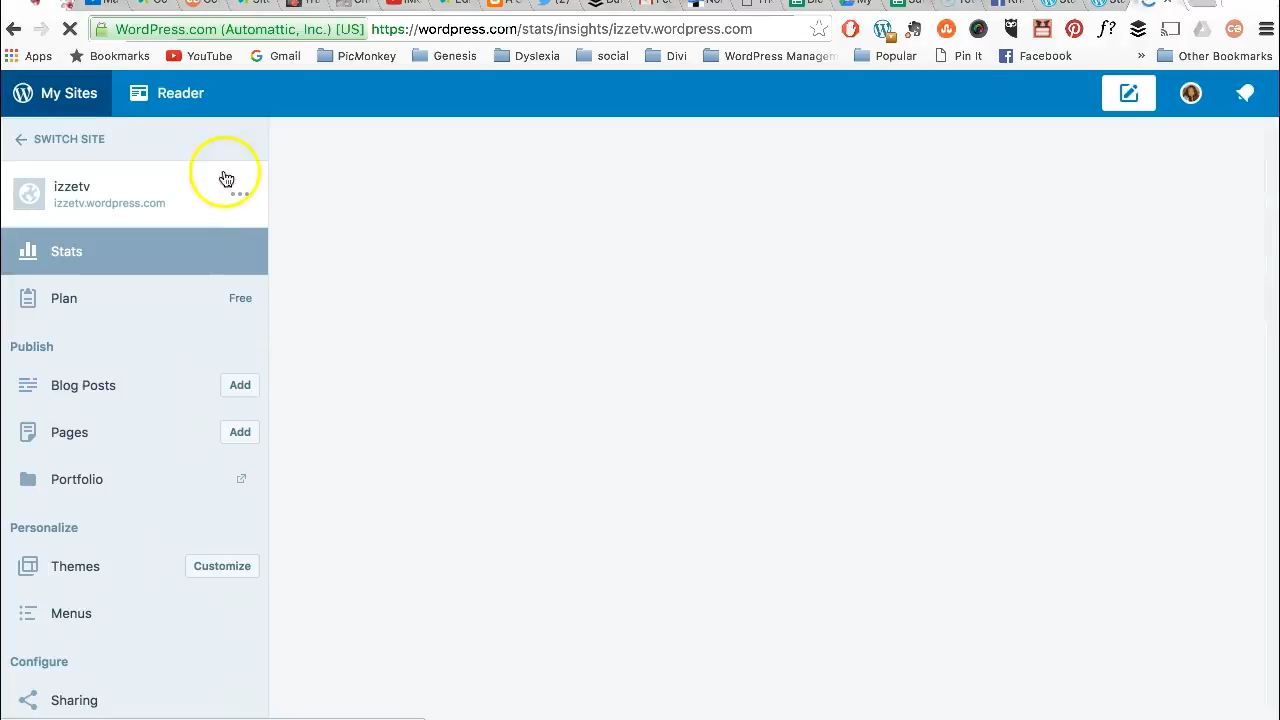 WordPress.com (Automattic, Inc.) [US] https://wordpress.com/stats/insights/izzetv.wordpress.com
Apps Bookmarks YouTube Gmail PicMonkey Genesis Dyslexia social Divi WordPress Managem Popular Pin It Facebook » Other Bookmarks
My Sites Reader
SWITCH SITE
izzetv
izzetv.wordpress.com
Stats
Plan Free
Publish
Blog Posts Add
Pages Add
Portfolio
Personalize
Themes Customize
Menus
Configure
Sharing